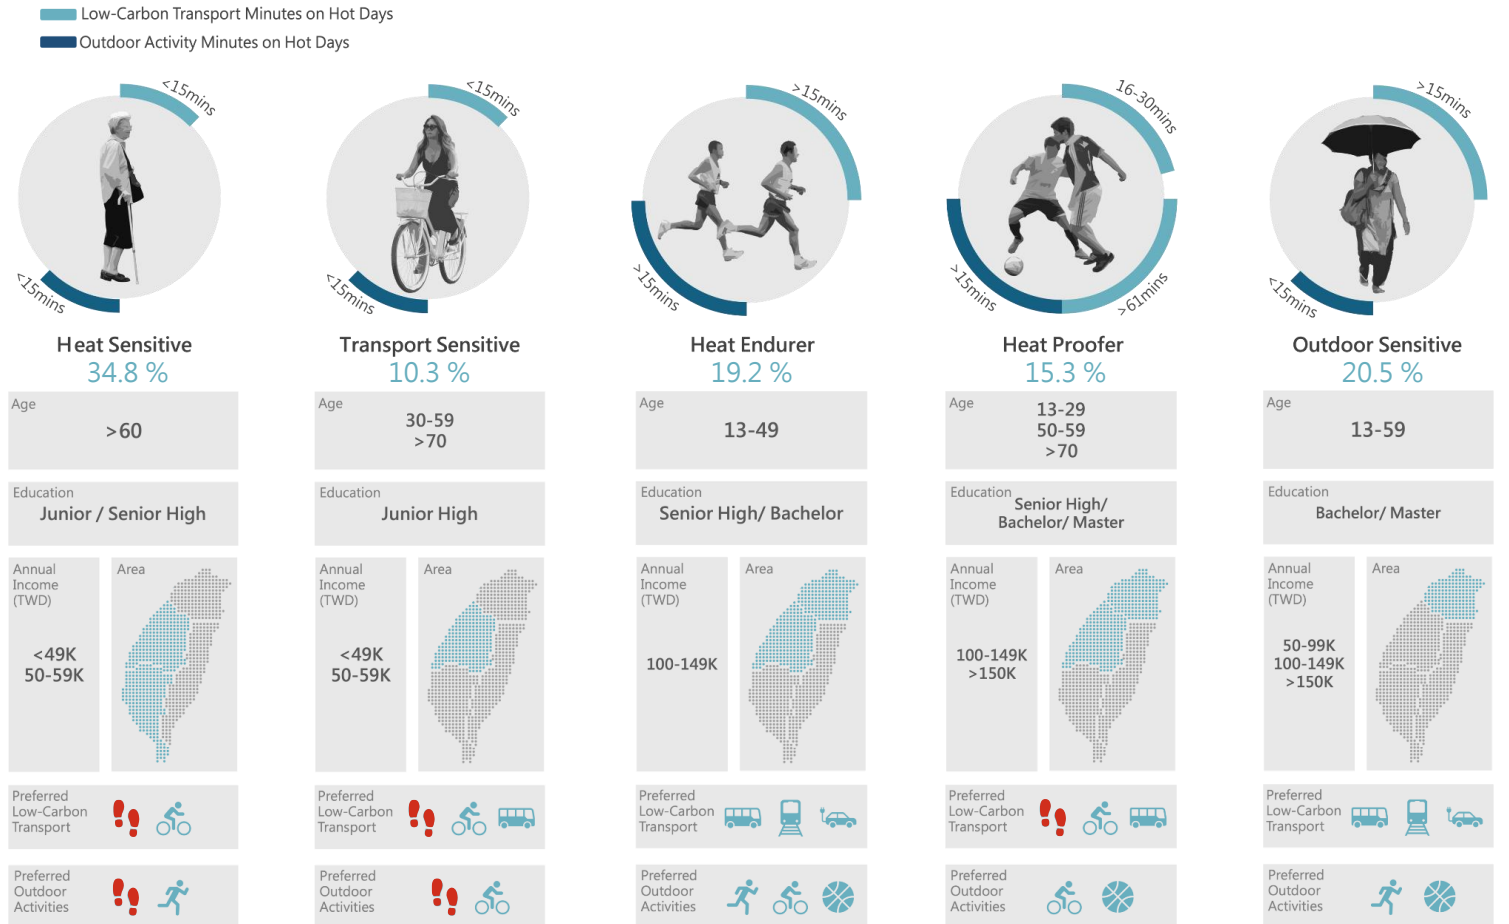 Low-Carbon Transport Minutes on Hot Days
Outdoor Activity Minutes on Hot Days
<15mins
<15mins
Heat Sensitive
34.8 %
Age
>60
Education
Junior / Senior High
Annual
Income
(TWD)
<49K
50-59K
Area
Preferred
Low-Carbon
Transport
Preferred
Outdoor
Activities
<15mins
<15mins
Transport Sensitive
10.3 %
Age
30-59
>70
Education
Junior High
Annual
Income
(TWD)
<49K
50-59K
Area
Preferred
Low-Carbon
Transport
Preferred
Outdoor
Activities
>15mins
>15mins
Heat Endurer
19.2 %
Age
13-49
Education
Senior High/ Bachelor
Annual
Income
(TWD)
100-149K
Area
Preferred
Low-Carbon
Transport
Preferred
Outdoor
Activities
16-30mins
>15mins
>61mins
Heat Proofer
15.3 %
Age
13-29
50-59
>70
Education
Senior High/
Bachelor/ Master
Annual
Income
(TWD)
100-149K
>150K
Area
Preferred
Low-Carbon
Transport
Preferred
Outdoor
Activities
>15mins
<15mins
Outdoor Sensitive
20.5 %
Age
13-59
Education
Bachelor/ Master
Annual
Income
(TWD)
50-99K
100-149K
>150K
Area
Preferred
Low-Carbon
Transport
Preferred
Outdoor
Activities